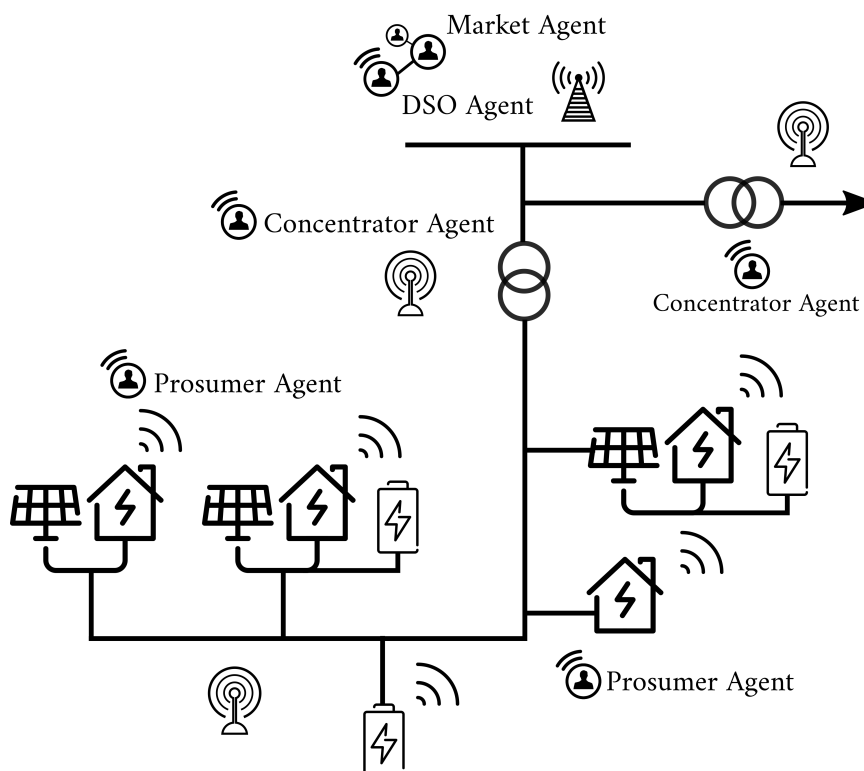 Market Agent
DSO Agent
Concentrator Agent
Concentrator Agent
Prosumer Agent
Prosumer Agent